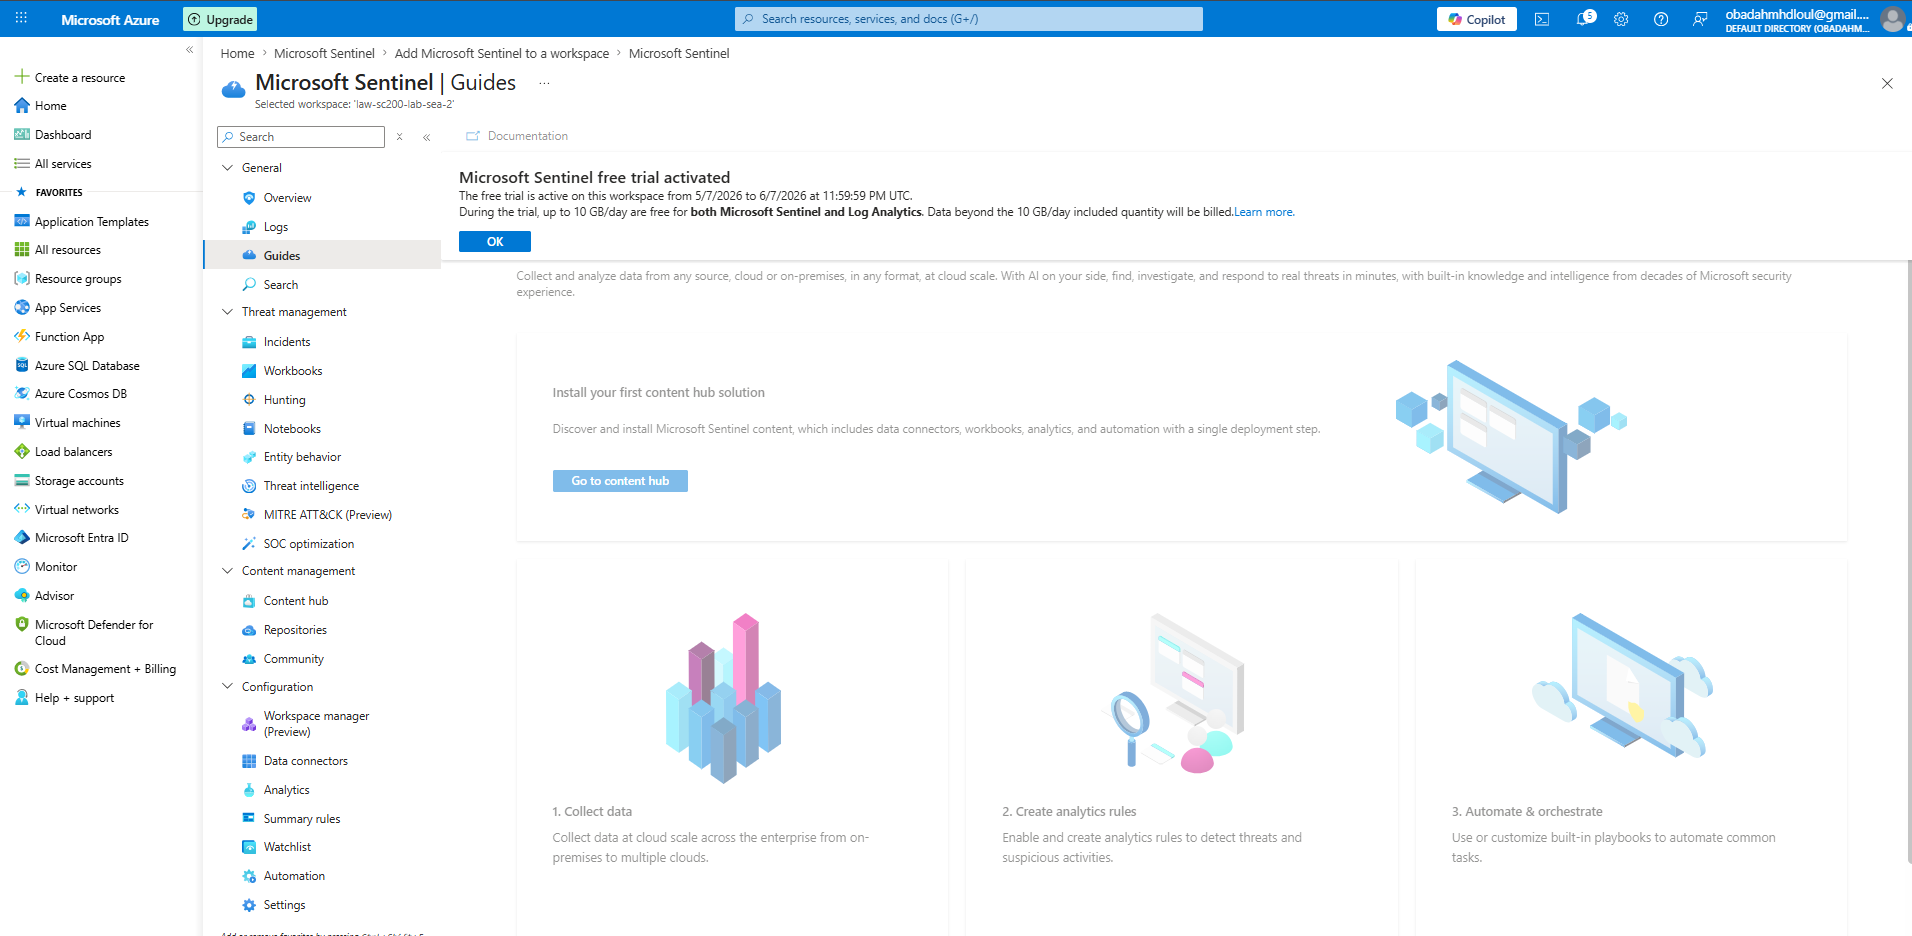 Microsoft Azure
Upgrade
Search resources, services, and docs (G+/)
Copilot
5
obadahmhdloul@gmail....
DEFAULT DIRECTORY (OBADAHM...
Create a resource
Home
Dashboard
All services
FAVORITES
Application Templates
All resources
Resource groups
App Services
Function App
Azure SQL Database
Azure Cosmos DB
Virtual machines
Load balancers
Storage accounts
Virtual networks
Microsoft Entra ID
Monitor
Advisor
Microsoft Defender for
Cloud
Cost Management + Billing
Help + support
Home > Microsoft Sentinel > Add Microsoft Sentinel to a workspace > Microsoft Sentinel
Microsoft Sentinel | Guides ...
Selected workspace: 'law-sc200-lab-sea-2'
Search
General
Overview
Logs
Guides
Search
Threat management
Incidents
Workbooks
Hunting
Notebooks
Entity behavior
Threat intelligence
MITRE ATT&CK (Preview)
SOC optimization
Content management
Content hub
Repositories
Community
Configuration
Workspace manager
(Preview)
Data connectors
Analytics
Summary rules
Watchlist
Automation
Settings
Documentation
Microsoft Sentinel free trial activated
The free trial is active on this workspace from 5/7/2026 to 6/7/2026 at 11:59:59 PM UTC.
During the trial, up to 10 GB/day are free for both Microsoft Sentinel and Log Analytics. Data beyond the 10 GB/day included quantity will be billed.Learn more.
OK
Collect and analyze data from any source, cloud or on-premises, in any format, at cloud scale. With AI on your side, find, investigate, and respond to real threats in minutes, with built-in knowledge and intelligence from decades of Microsoft security
experience.
Install your first content hub solution
Discover and install Microsoft Sentinel content, which includes data connectors, workbooks, analytics, and automation with a single deployment step.
Go to content hub
1. Collect data
Collect data at cloud scale across the enterprise from on-
premises to multiple clouds.
2. Create analytics rules
Enable and create analytics rules to detect threats and
suspicious activities.
3. Automate & orchestrate
Use or customize built-in playbooks to automate common
tasks.